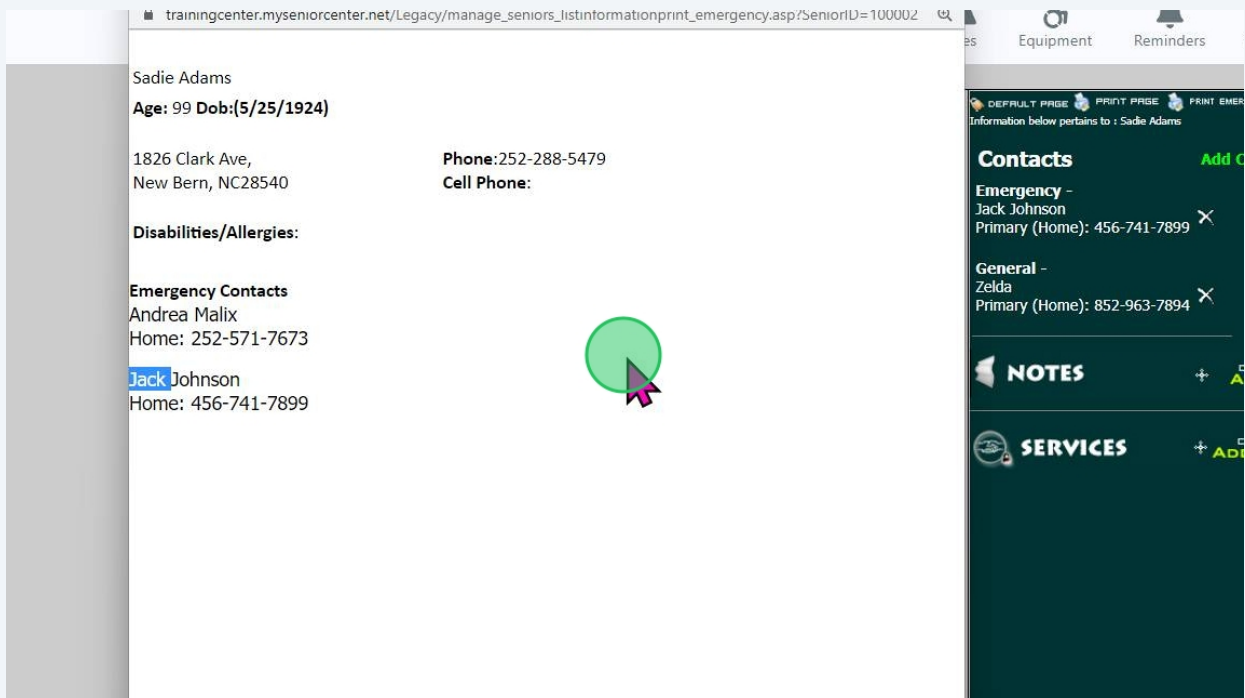 trainingcenter.myseniorcenter.net/Legacy/manage_seniors_listinformationprint_emergency.asp?SeniorID=100002
Equipment
Reminders
Sadie Adams
Age: 99 Dob:(5/25/1924)
1826 Clark Ave,
New Bern, NC28540
Phone:252-288-5479
Cell Phone:
Disabilities/Allergies:
Emergency Contacts
Andrea Malix
Home: 252-571-7673
Jack Johnson
Home: 456-741-7899
DEFAULT PAGE PRINT PAGE PRINT EMER
Information below pertains to : Sadie Adams
Contacts
Add C
Emergency -
Jack Johnson
Primary (Home): 456-741-7899
General -
Zelda
Primary (Home): 852-963-7894
NOTES
SERVICES